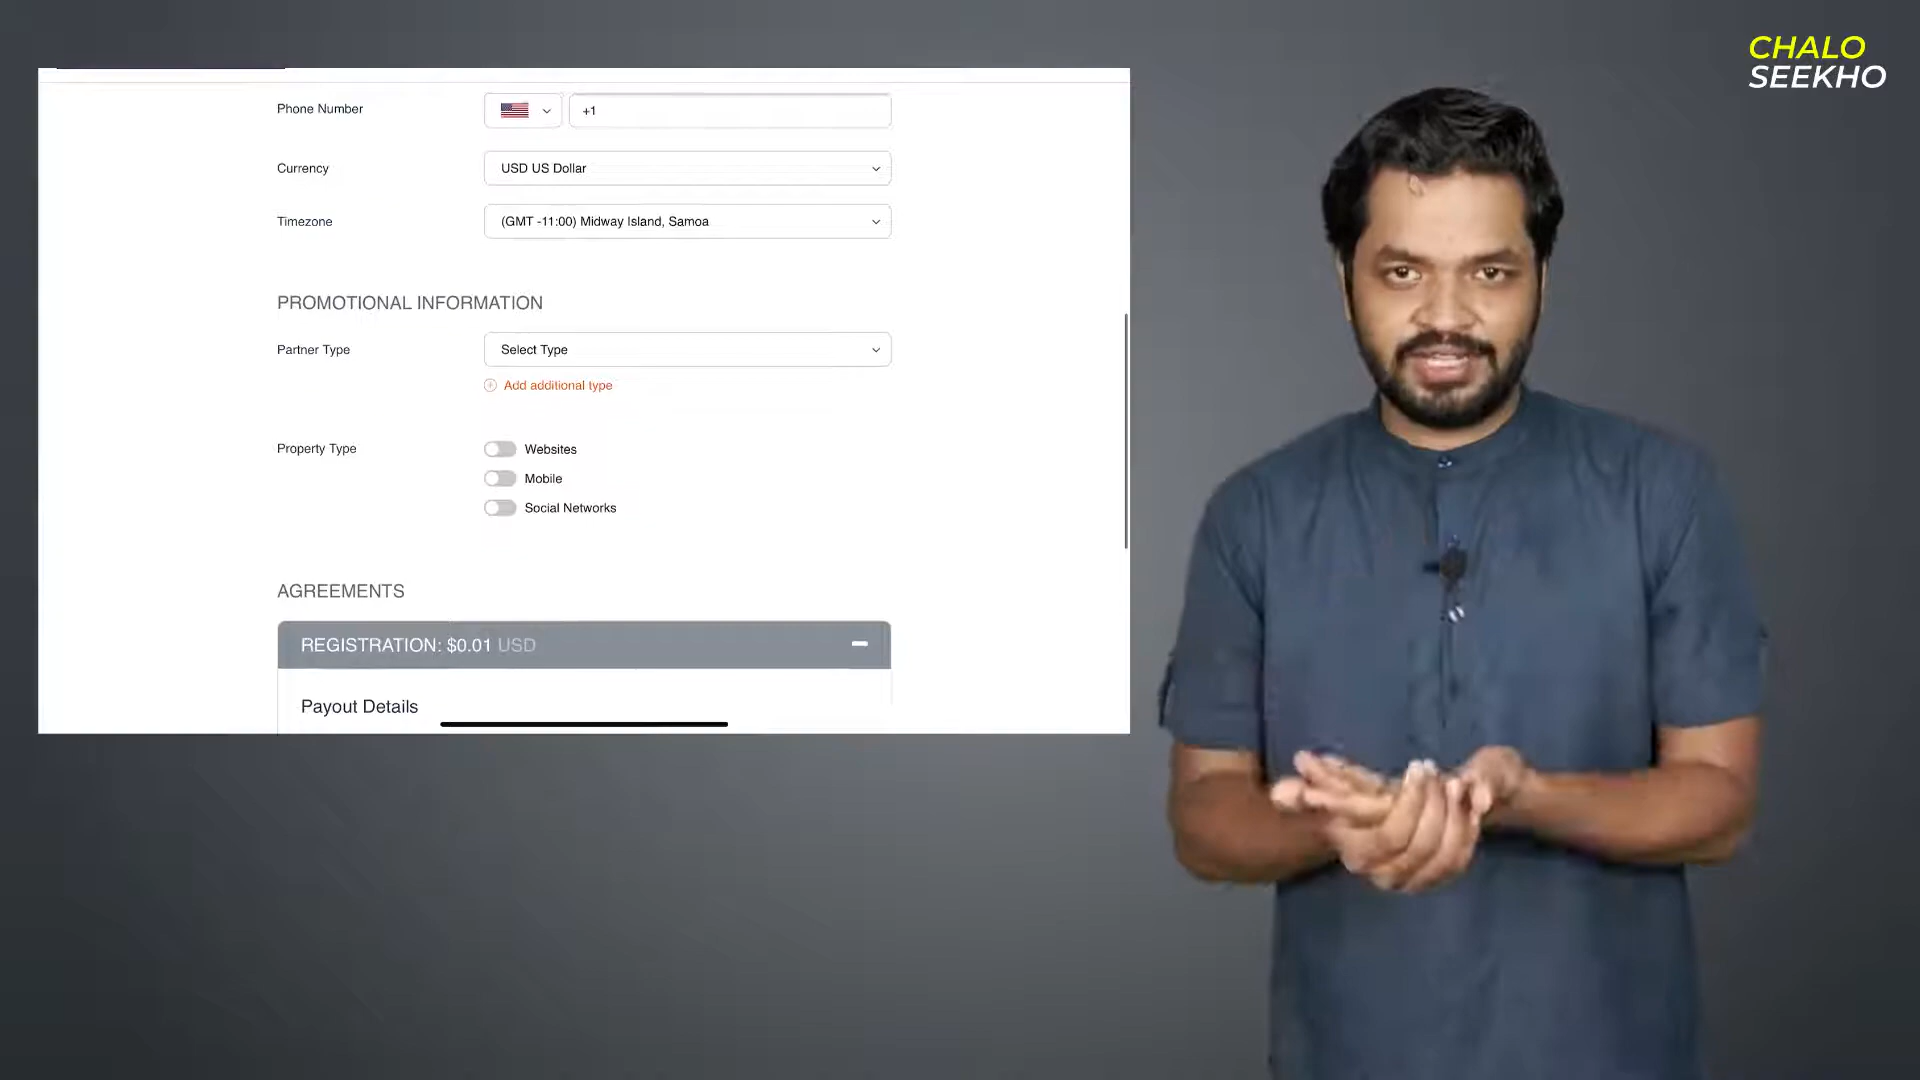 CHALO
SEEKHO
Phone Number
+1
Currency
USD US Dollar
Timezone
(GMT -11:00) Midway Island, Samoa
PROMOTIONAL INFORMATION
Partner Type
Select Type
Add additional type
Property Type
Websites
Mobile
Social Networks
AGREEMENTS
REGISTRATION: $0.01 USD
Payout Details